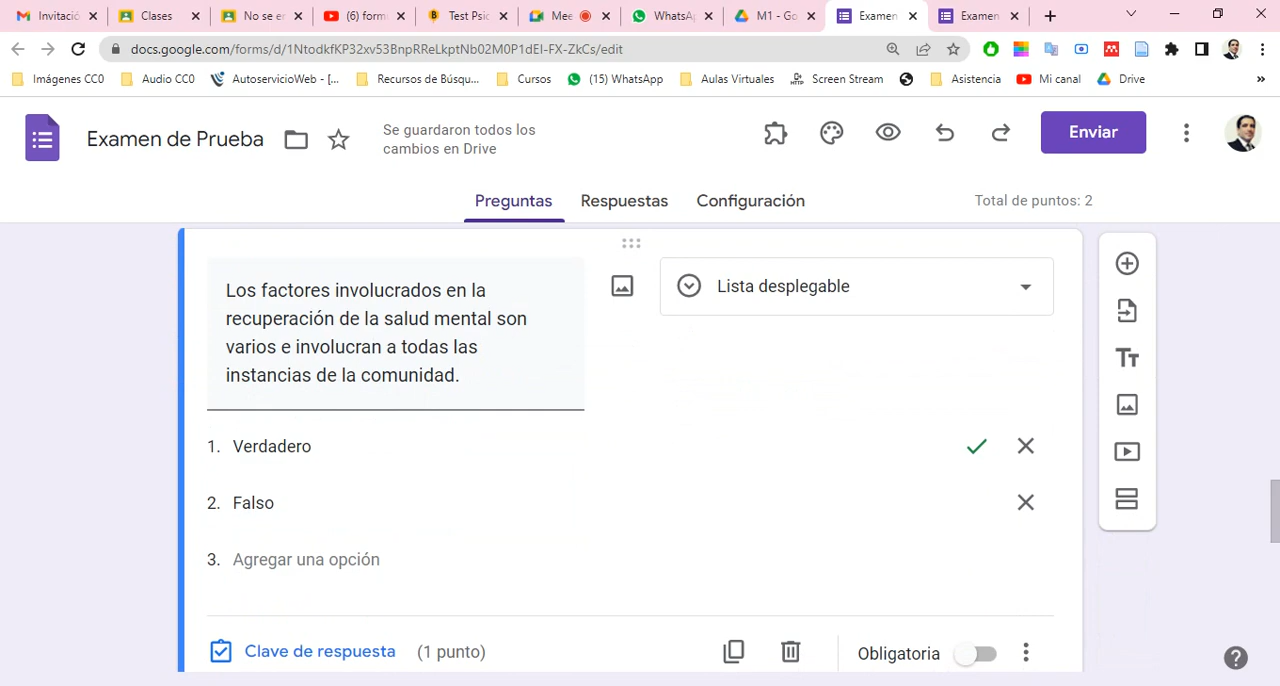 Invitació
Clases
No se en
(6) form
Test Psic
Mee
WhatsA
M1 - Go
Examen
Examen
docs.google.com/forms/d/1NtodkfKP32xv53BnpRReLkptNb02M0P1dEI-FX-ZkCs/edit
Imágenes CC0
Audio CC0
AutoservicioWeb - [...
Recursos de Búsqu...
Cursos
(15) WhatsApp
Aulas Virtuales
Screen Stream
Asistencia
Mi canal
Drive
»
Examen de Prueba
Se guardaron todos los
cambios en Drive
Enviar
Preguntas
Respuestas
Configuración
Total de puntos: 2
Los factores involucrados en la
recuperación de la salud mental son
varios e involucran a todas las
instancias de la comunidad.
Lista desplegable
1. Verdadero
2. Falso
3. Agregar una opción
Clave de respuesta (1 punto)
Obligatoria